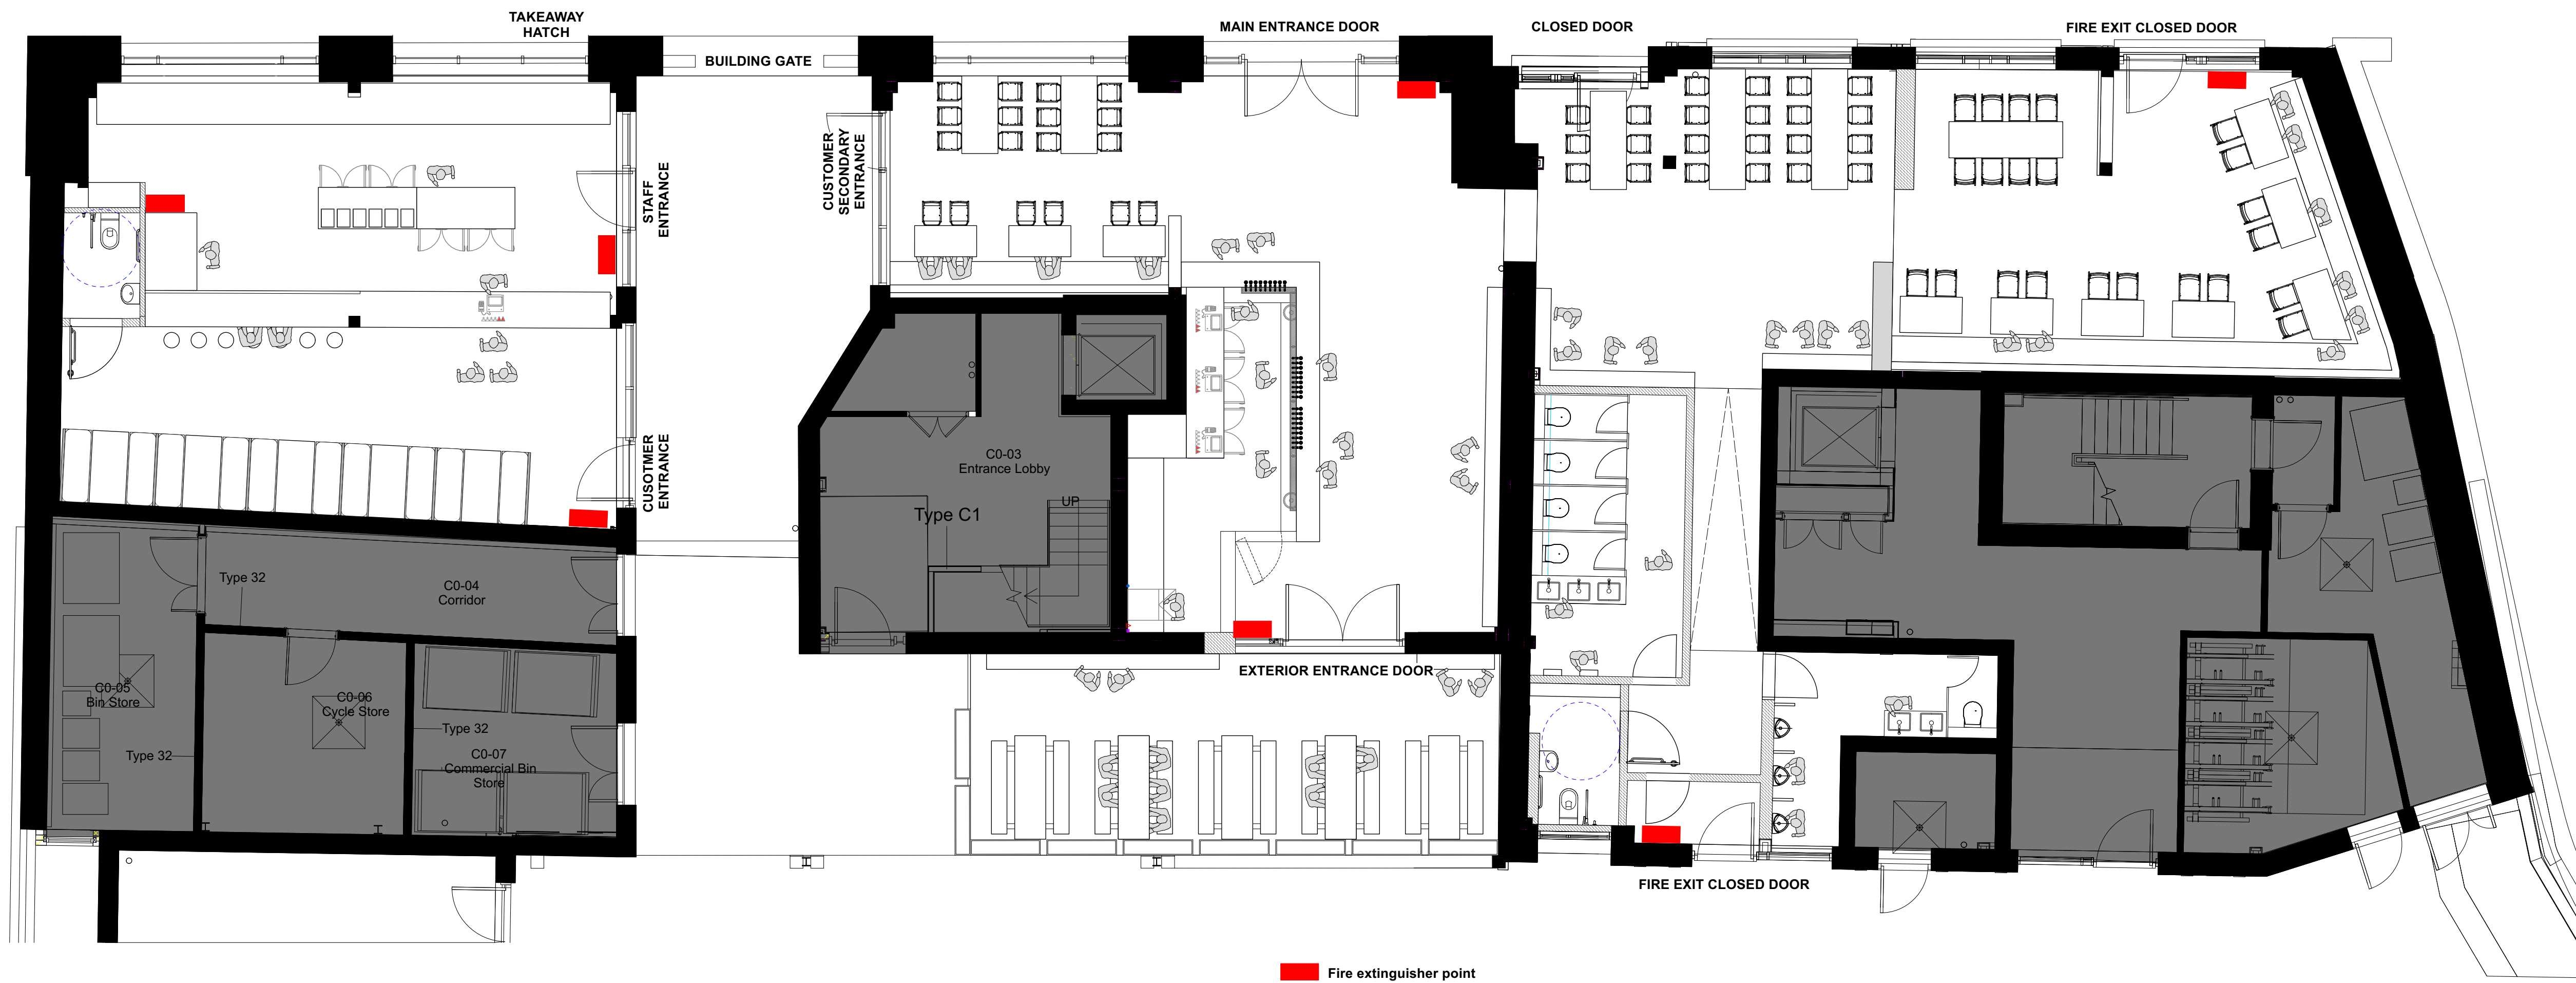 TAKEAWAY
HATCH
BUILDING GATE
MAIN ENTRANCE DOOR
CLOSED DOOR
FIRE EXIT CLOSED DOOR
STAFF
ENTRANCE
CUSTOMER
SECONDARY
ENTRANCE
CUSOTMER
ENTRANCE
C0-03
Entrance Lobby
UP
Type C1
Type 32
C0-04
Corridor
C0-05
Bin Store
C0-06
Cycle Store
Type 32
Type 32
C0-07
Commercial Bin
Store
EXTERIOR ENTRANCE DOOR
FIRE EXIT CLOSED DOOR
Fire extinguisher point